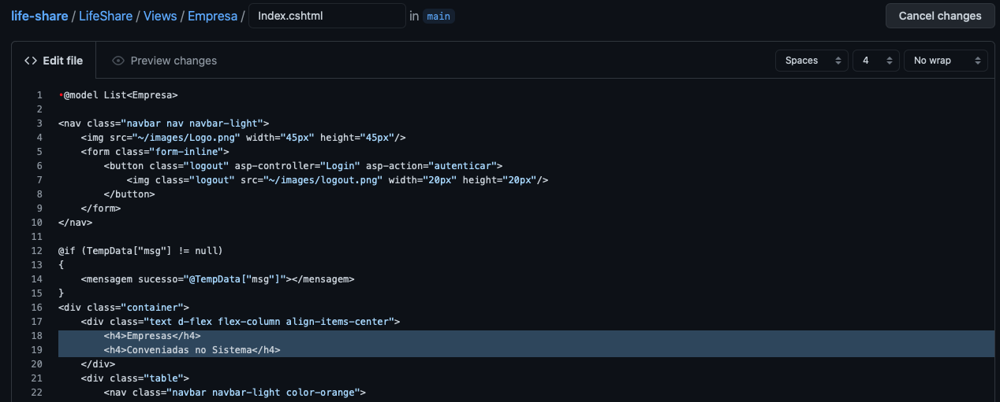 life-share / LifeShare / Views / Empresa / Index.cshtml in main Cancel changes
<> Edit file Preview changes Spaces 4 No wrap
1 •@model List<Empresa>
2
3 <nav class="navbar nav navbar-light">
4     <img src="~/images/Logo.png" width="45px" height="45px"/>
5     <form class="form-inline">
6         <button class="logout" asp-controller="Login" asp-action="autenticar">
7             <img class="logout" src="~/images/logout.png" width="20px" height="20px"/>
8         </button>
9     </form>
10 </nav>
11
12 @if (TempData["msg"] != null)
13 {
14     <mensagem sucesso="@TempData["msg"]"></mensagem>
15 }
16 <div class="container">
17     <div class="text d-flex flex-column align-items-center">
18         <h4>Empresas</h4>
19         <h4>Conveniadas no Sistema</h4>
20     </div>
21     <div class="table">
22         <nav class="navbar navbar-light color-orange">